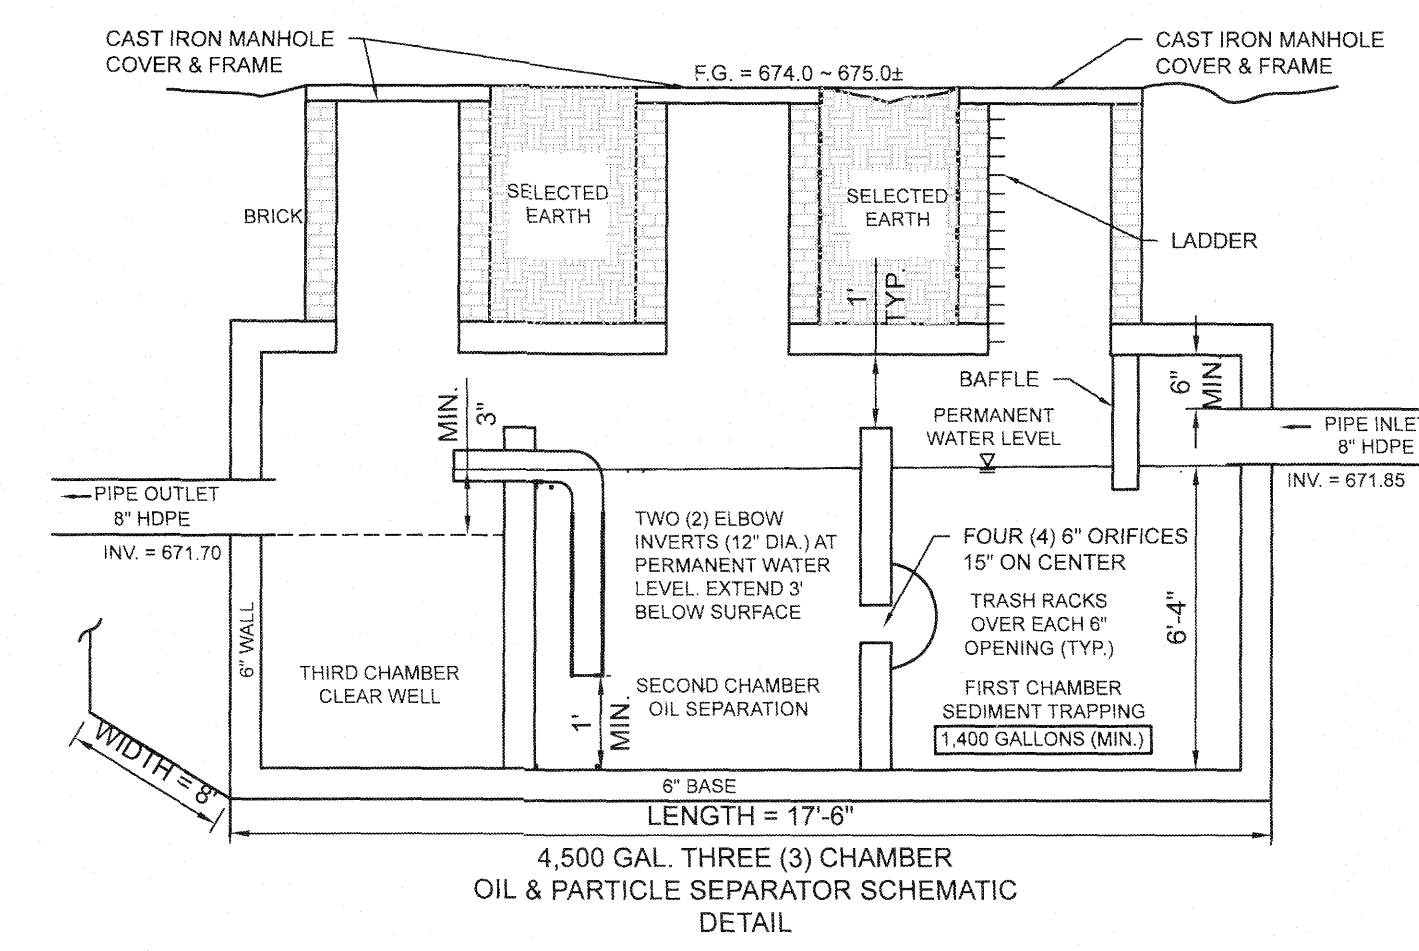 CAST IRON MANHOLE
COVER & FRAME
F.G. = 674.0 ~ 675.0±
CAST IRON MANHOLE
COVER & FRAME
BRICK
SELECTED
EARTH
SELECTED
EARTH
LADDER
1'
TYP.
MIN.
3"
BAFFLE
6"
MIN.
PERMANENT
WATER LEVEL
PIPE INLET
8" HDPE
INV. = 671.85
PIPE OUTLET
8" HDPE
INV. = 671.70
TWO (2) ELBOW
INVERTS (12" DIA.) AT
PERMANENT WATER
LEVEL. EXTEND 3'
BELOW SURFACE
FOUR (4) 6" ORIFICES
15" ON CENTER
TRASH RACKS
OVER EACH 6"
OPENING (TYP.)
6'-4"
6" WALL
THIRD CHAMBER
CLEAR WELL
SECOND CHAMBER
OIL SEPARATION
FIRST CHAMBER
SEDIMENT TRAPPING
1,400 GALLONS (MIN.)
1'
MIN.
WIDTH = 8'
6" BASE
LENGTH = 17'-6"
4,500 GAL. THREE (3) CHAMBER
OIL & PARTICLE SEPARATOR SCHEMATIC
DETAIL